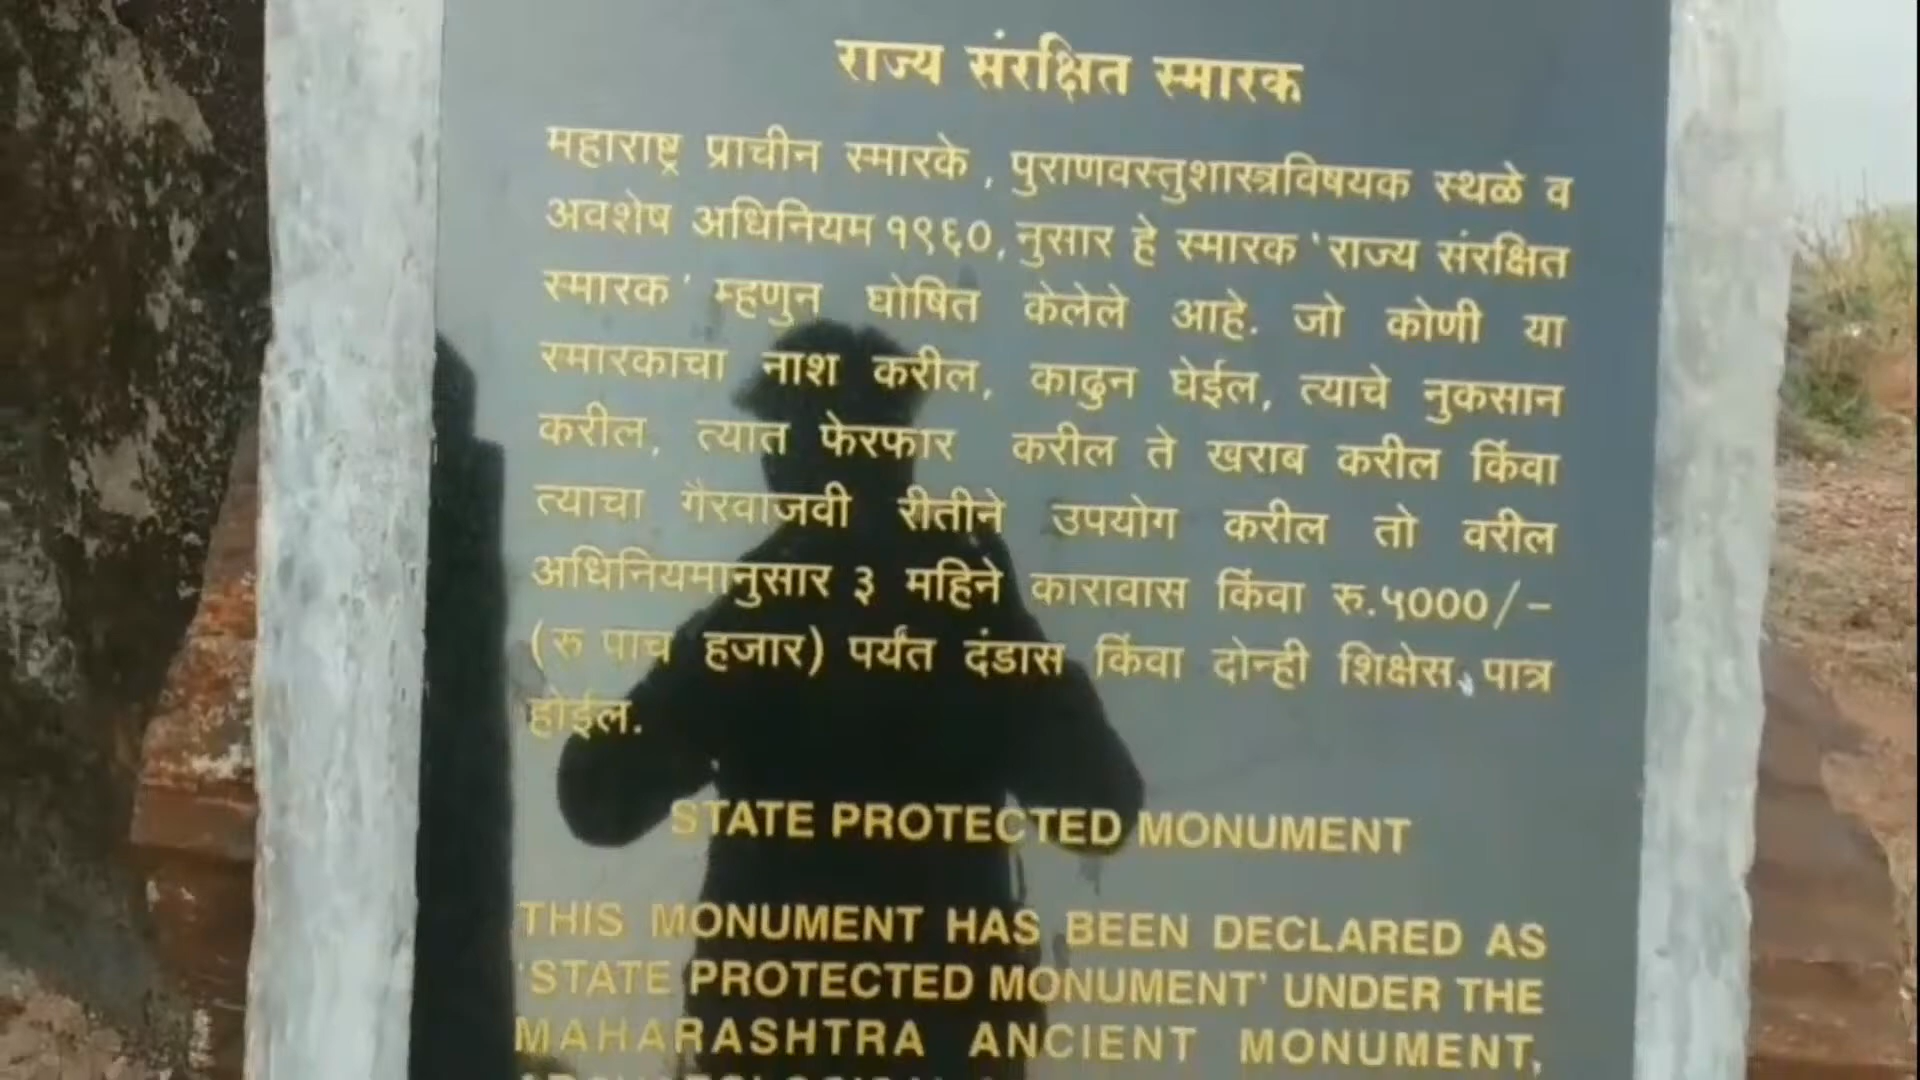 राज्य संरक्षित स्मारक
महाराष्ट्र प्राचीन स्मारके, पुराणवस्तुशास्त्रविषयक स्थळे व
अवशेष अधिनियम १९६०, नुसार हे स्मारक 'राज्य संरक्षित
स्मारक' म्हणुन घोषित केलेले आहे. जो कोणी या
स्मारकाचा नाश करील, काढुन घेईल, त्याचे नुकसान
करील, त्यात फेरफार करील ते खराब करील किंवा
त्याचा गैरवाजवी रीतीने उपयोग करील तो वरील
अधिनियमानुसार ३ महिने कारावास किंवा रु.५000/-
(रु पाच हजार) पर्यंत दंडास किंवा दोन्ही शिक्षेस पात्र
होईल.
STATE PROTECTED MONUMENT
THIS MONUMENT HAS BEEN DECLARED AS
'STATE PROTECTED MONUMENT' UNDER THE
MAHARASHTRA ANCIENT MONUMENT,